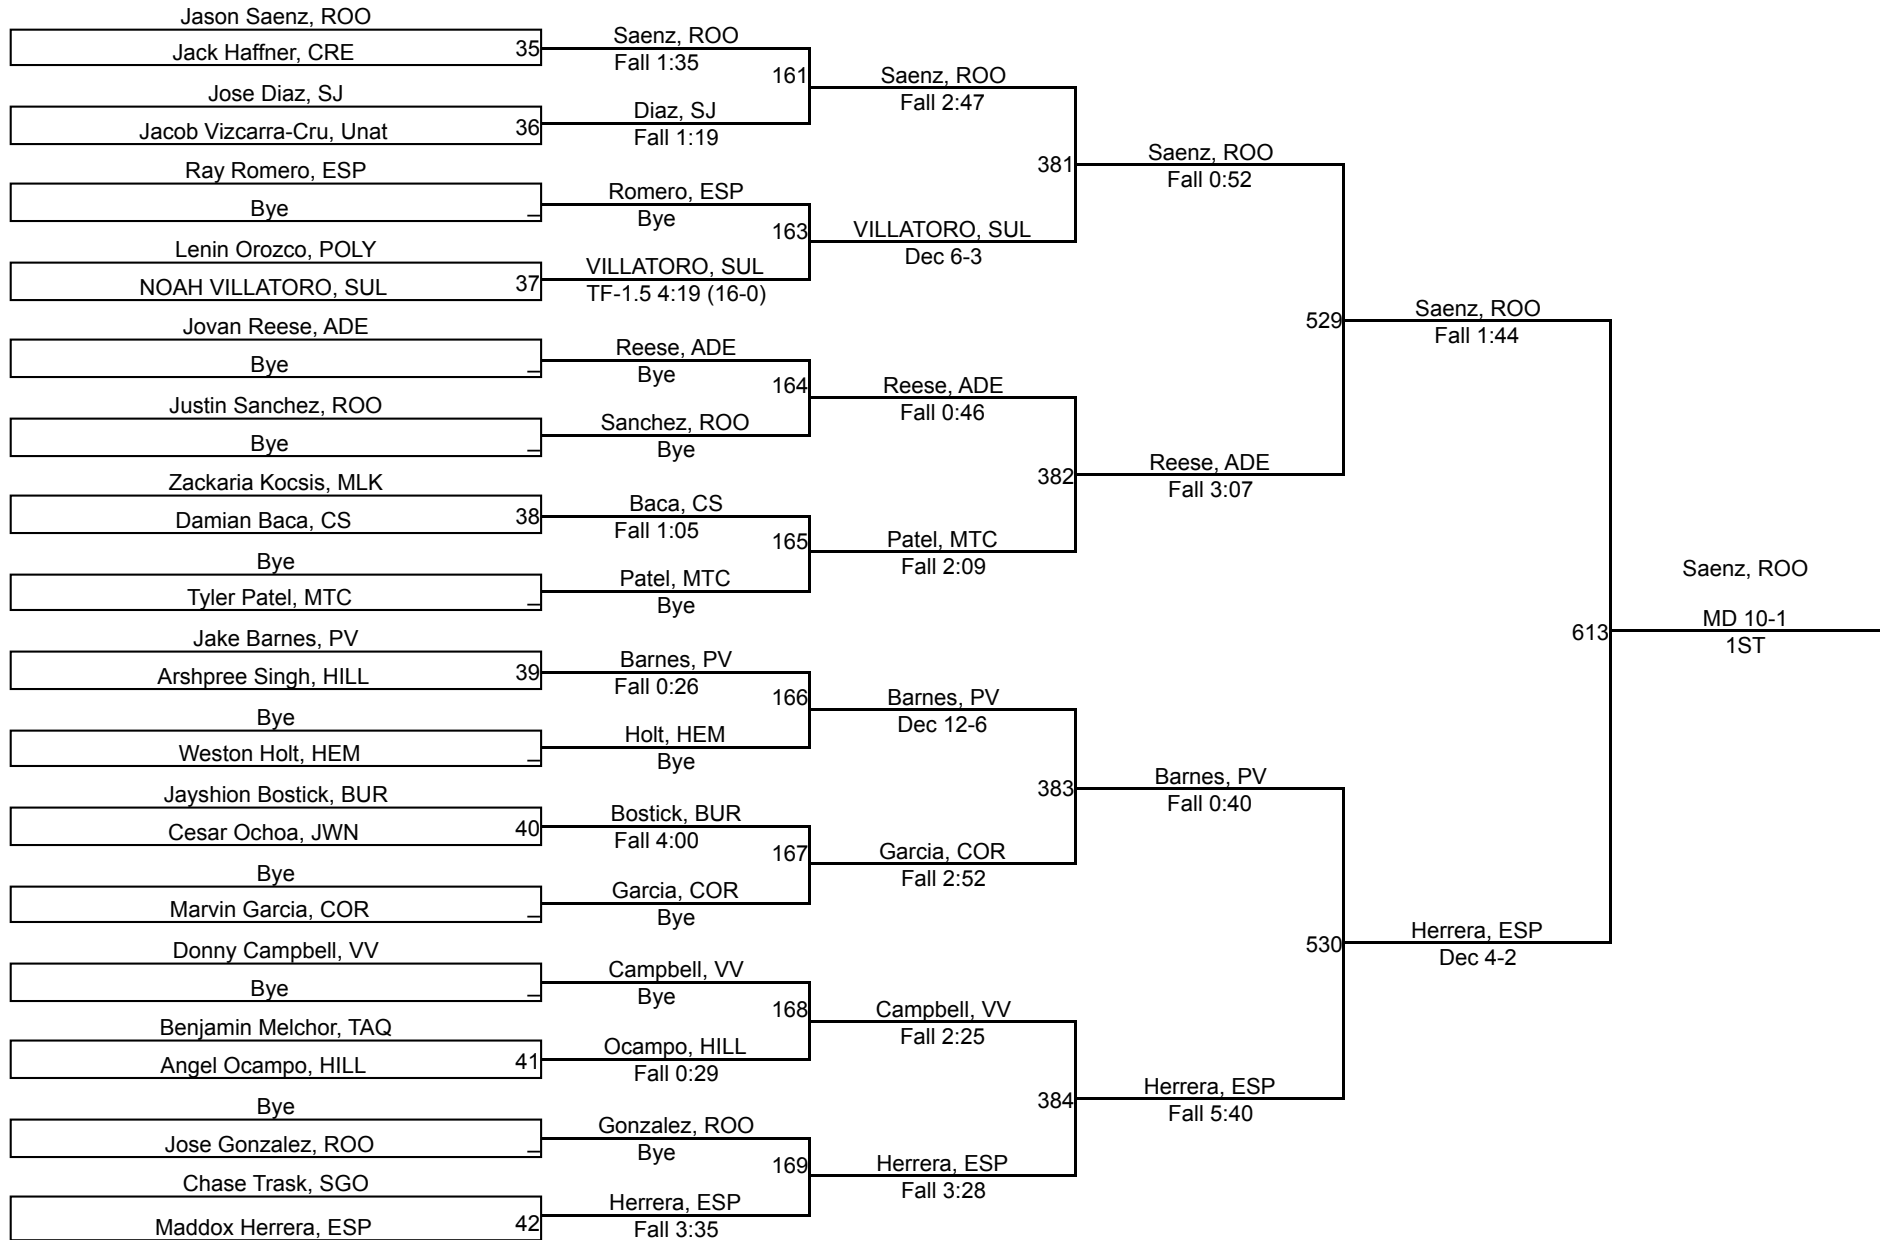 Jason Saenz, ROO
Jack Haffner, CRE
35
Jose Diaz, SJ
Jacob Vizcarra-Cru, Unat
36
Ray Romero, ESP
Bye
_
Lenin Orozco, POLY
NOAH VILLATORO, SUL
37
Jovan Reese, ADE
Bye
_
Justin Sanchez, ROO
Bye
_
Zackaria Kocsis, MLK
Damian Baca, CS
38
Bye
Tyler Patel, MTC
_
Jake Barnes, PV
Arshpree Singh, HILL
39
Bye
Weston Holt, HEM
_
Jayshion Bostick, BUR
Cesar Ochoa, JWN
40
Bye
Marvin Garcia, COR
_
Donny Campbell, VV
Bye
_
Benjamin Melchor, TAQ
Angel Ocampo, HILL
41
Bye
Jose Gonzalez, ROO
_
Chase Trask, SGO
Maddox Herrera, ESP
42
Saenz, ROO
Fall 1:35
161
Diaz, SJ
Fall 1:19
Romero, ESP
Bye
163
VILLATORO, SUL
TF-1.5 4:19 (16-0)
Reese, ADE
Bye
164
Sanchez, ROO
Bye
Baca, CS
Fall 1:05
165
Patel, MTC
Bye
Barnes, PV
Fall 0:26
166
Holt, HEM
Bye
Bostick, BUR
Fall 4:00
167
Garcia, COR
Bye
Campbell, VV
Bye
168
Ocampo, HILL
Fall 0:29
Gonzalez, ROO
Bye
169
Herrera, ESP
Fall 3:35
Saenz, ROO
Fall 2:47
381
VILLATORO, SUL
Dec 6-3
Reese, ADE
Fall 0:46
382
Patel, MTC
Fall 2:09
Barnes, PV
Dec 12-6
383
Garcia, COR
Fall 2:52
Campbell, VV
Fall 2:25
384
Herrera, ESP
Fall 3:28
Saenz, ROO
Fall 0:52
529
Reese, ADE
Fall 3:07
Barnes, PV
Fall 0:40
530
Herrera, ESP
Fall 5:40
Saenz, ROO
Fall 1:44
613
Herrera, ESP
Dec 4-2
Saenz, ROO
MD 10-1
1ST